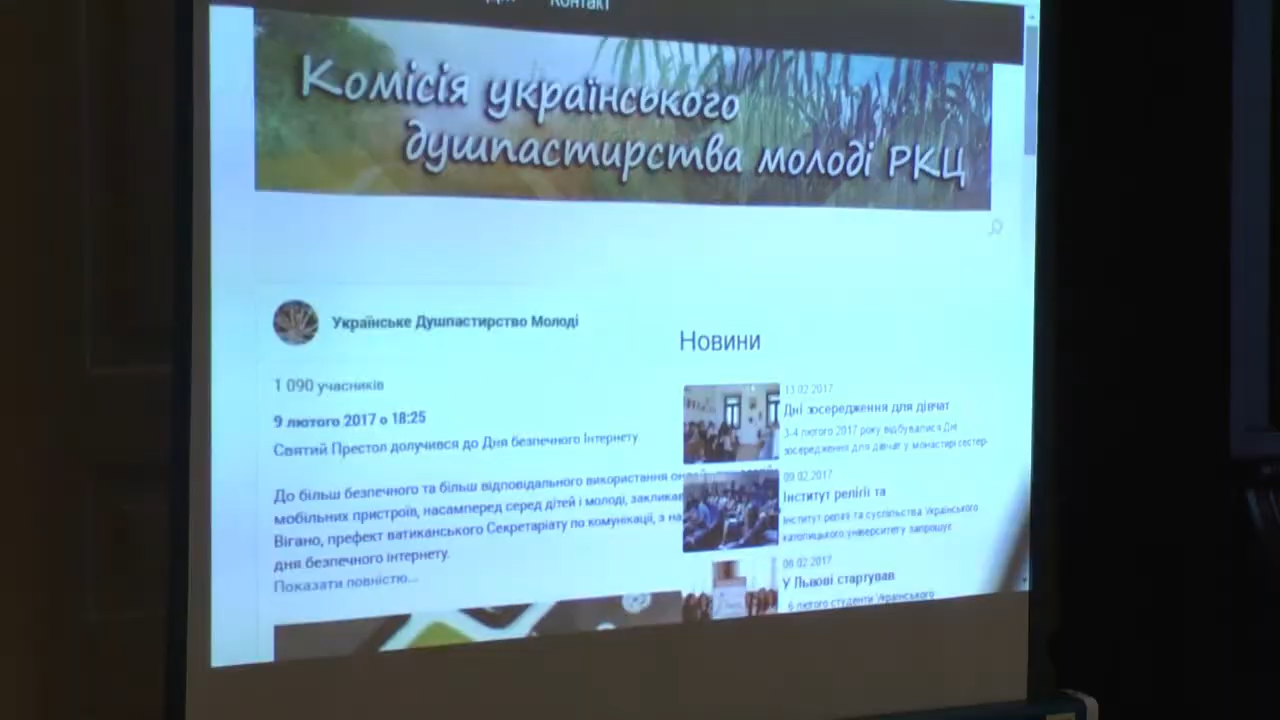 Контакт
Комісія українського
душпастирства молоді РКЦ
Українське Душпастирство Молоді
1 090 учасників
9 лютого 2017 о 18:25
Святий Престол долучився до Дня безпечного Інтернету
До більш безпечного та більш відповідального використання
мобільних пристроїв, насамперед серед дітей і молоді,
Вігано, префект ватиканського Секретаріату по комунікації, з
дня безпечного інтернету.
Показати повністю...
Новини
13.02.2017
Дні зосередження для дівчат
3-4 лютого 2017 року відбувалися Дні
зосередження для дівчат у монастирі сестер-
09.02.2017
Інститут релігії та
Інститут релігії та суспільства Українського
католицького університету запрошує
08.02.2017
У Львові стартував
6 лютого студенти Українського